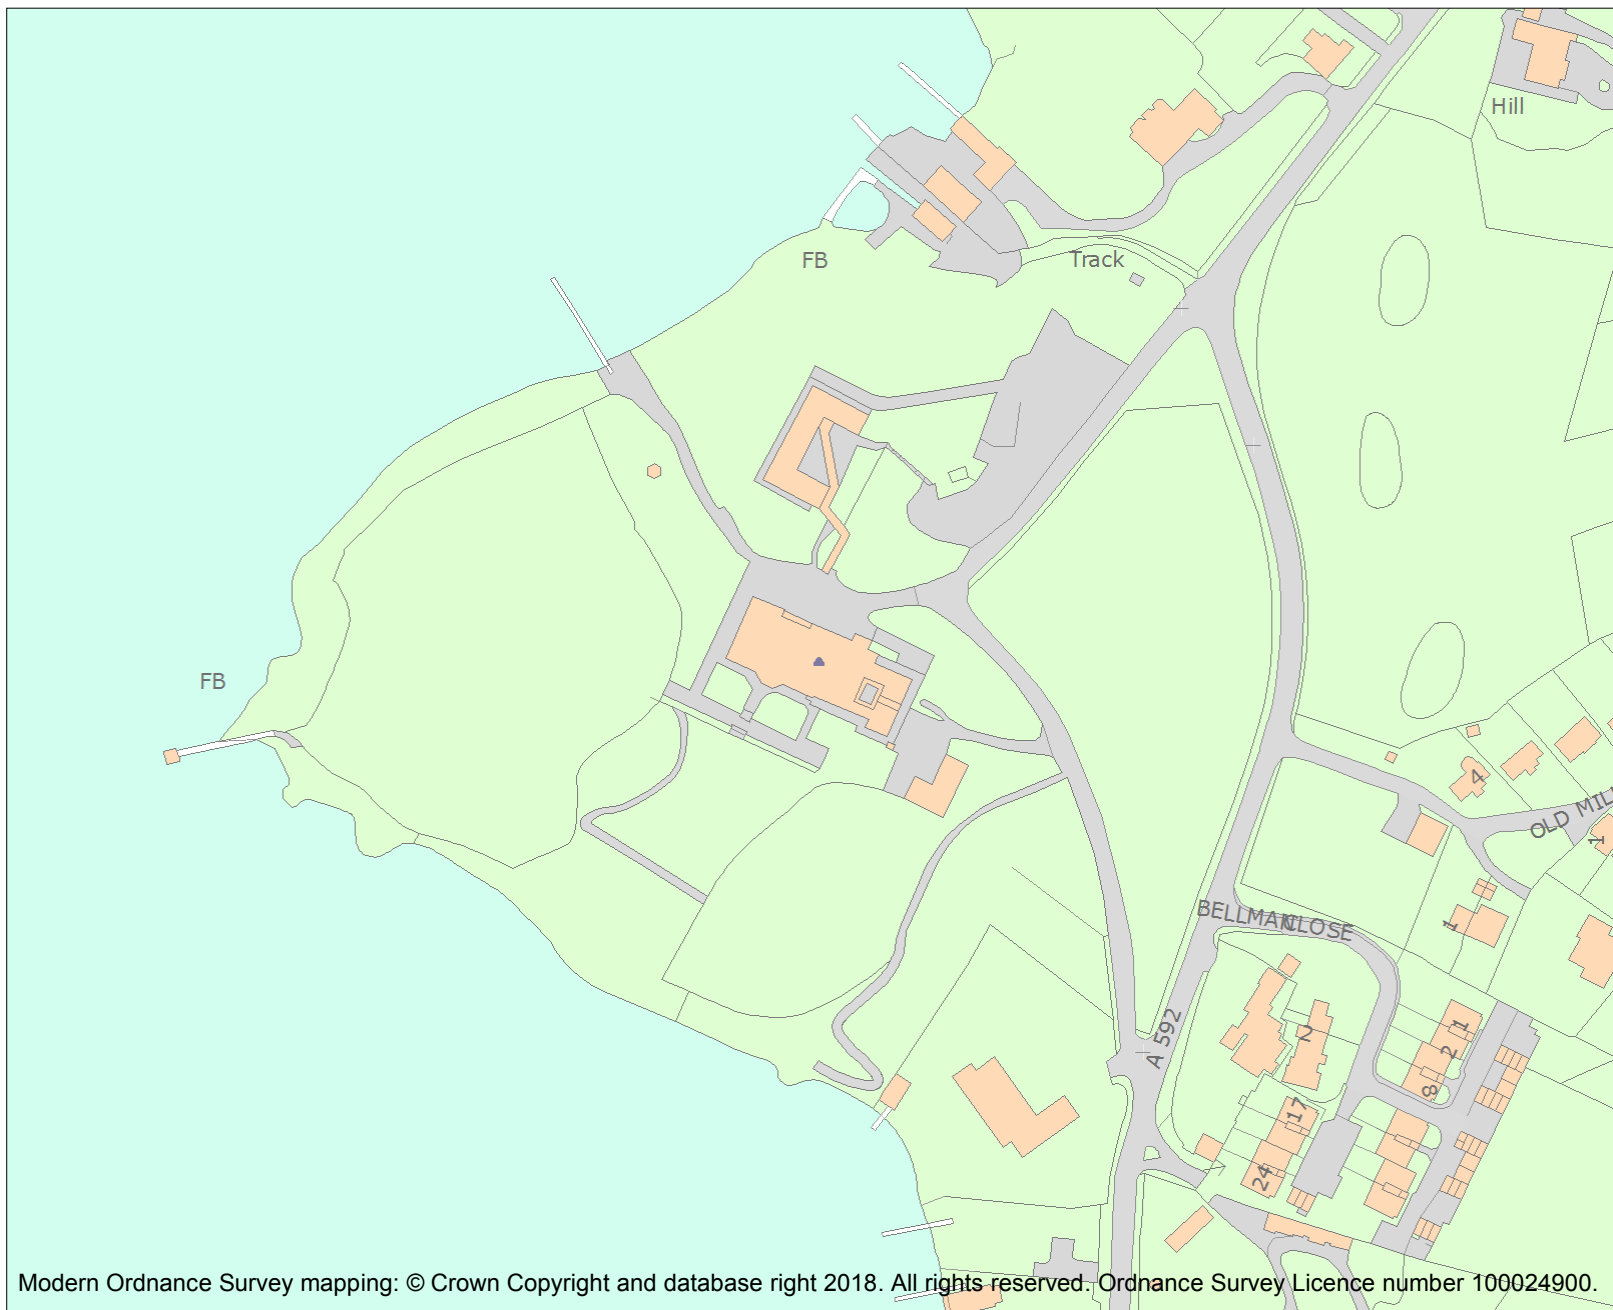 Hill
FB
Track
FB
4
OLD MIL
1
BELLMAN CLOSE
1
A 592
2
1
2
8
17
24
Modern Ordnance Survey mapping: © Crown Copyright and database right 2018. All rights reserved. Ordnance Survey Licence number 100024900.